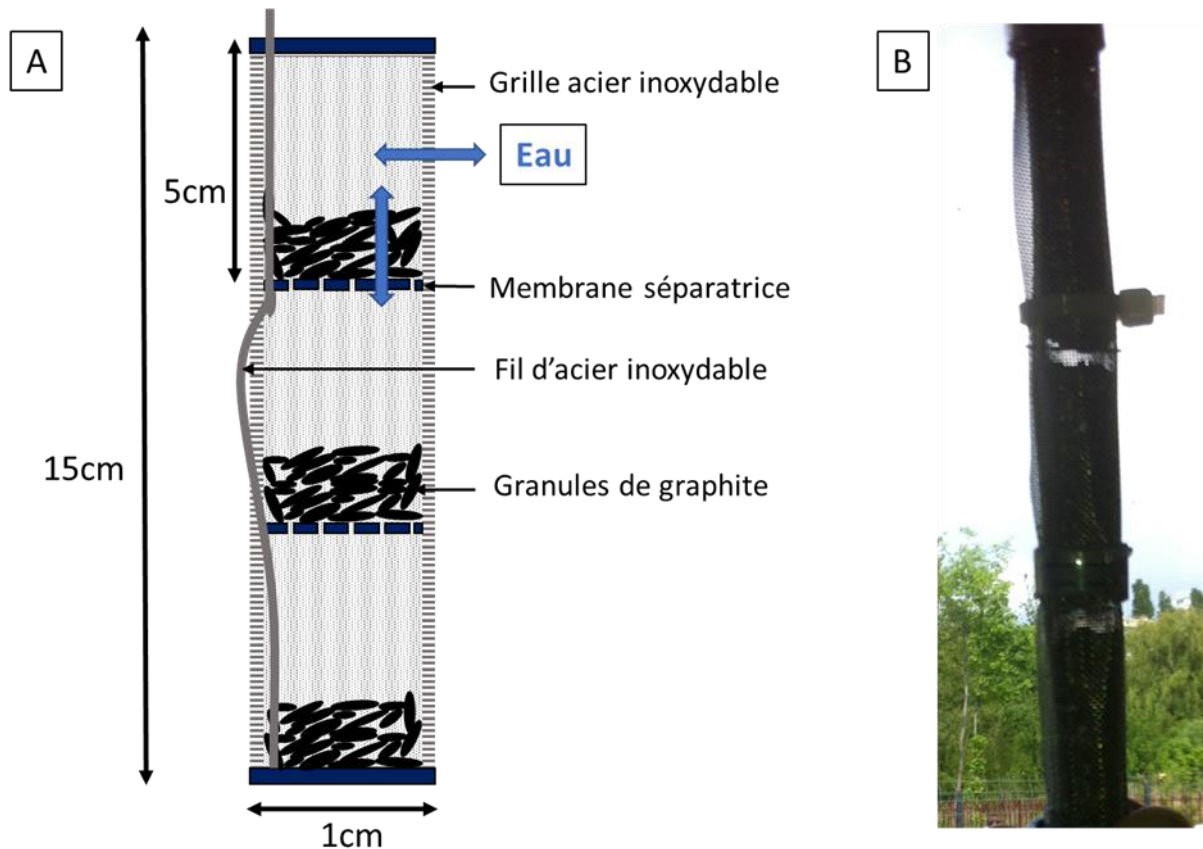 A
B
Grille acier inoxydable
Eau
5cm
Membrane séparatrice
Fil d'acier inoxydable
15cm
Granules de graphite
1cm